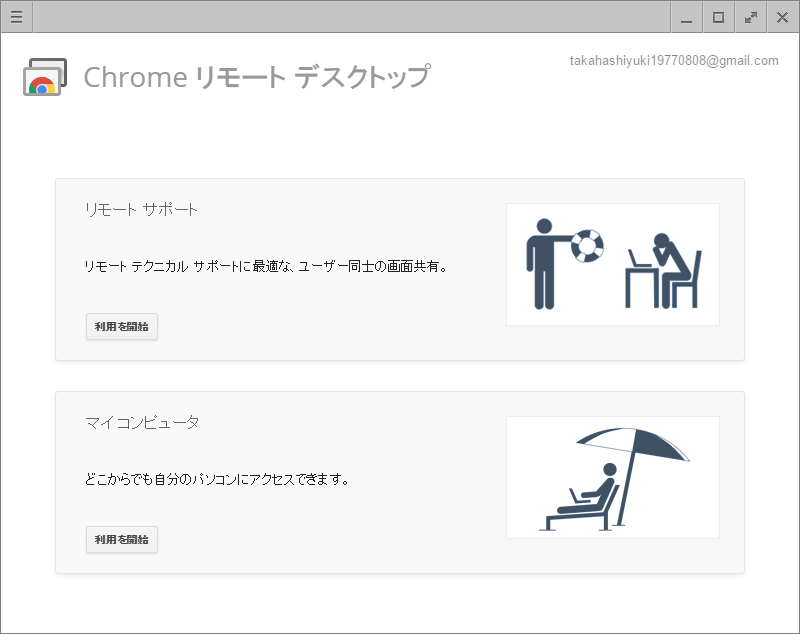 takahashiyuki19770808@gmail.com
Chrome リモート デスクトップ
リモート サポート
リモート テクニカル サポートに最適な、ユーザー同士の画面共有。
利用を開始
マイコンピュータ
どこからでも自分のパソコンにアクセスできます。
利用を開始